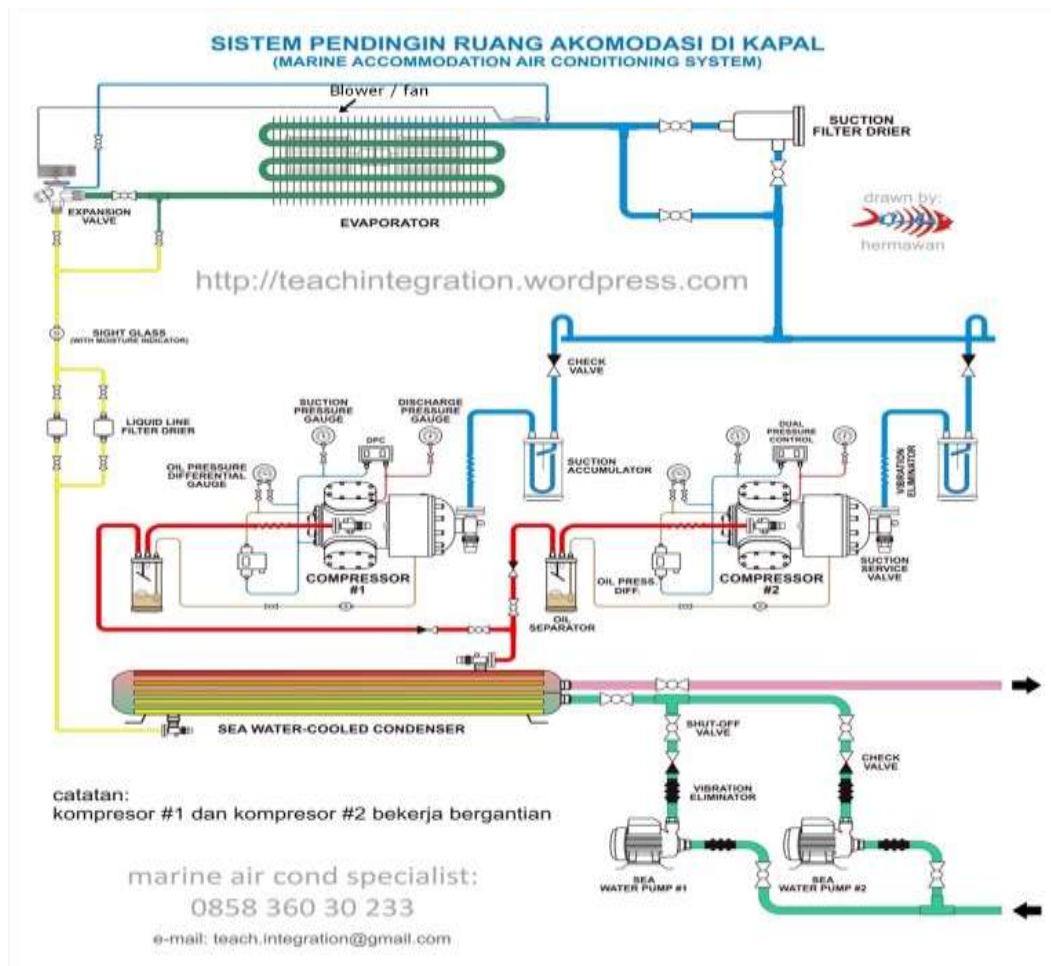 SISTEM PENDINGIN RUANG AKOMODASI DI KAPAL
(MARINE ACCOMMODATION AIR CONDITIONING SYSTEM)
Blower / fan
SUCTION
FILTER DRIER
EXPANSION
VALVE
EVAPORATOR
drawn by:
hermawan
http://teachintegration.wordpress.com
SIGHT GLASS
(WITH MOISTURE INDICATOR)
CHECK
VALVE
LIQUID LINE
FILTER DRIER
SUCTION
PRESSURE
GAUGE
DISCHARGE
PRESSURE
GAUGE
DPC
DUAL
PRESSURE
CONTROL
OIL PRESSURE
DIFFERENTIAL
GAUGE
SUCTION
ACCUMULATOR
VIBRATION
ELIMINATOR
COMPRESSOR
#1
OIL PRESS.
DIFF.
COMPRESSOR
#2
SUCTION
SERVICE
VALVE
OIL
SEPARATOR
SEA WATER-COOLED CONDENSER
SHUT-OFF
VALVE
CHECK
VALVE
VIBRATION
ELIMINATOR
catatan:
kompresor #1 dan kompresor #2 bekerja bergantian
SEA
WATER PUMP #1
SEA
WATER PUMP #2
marine air cond specialist:
0858 360 30 233
e-mail: teach.integration@gmail.com